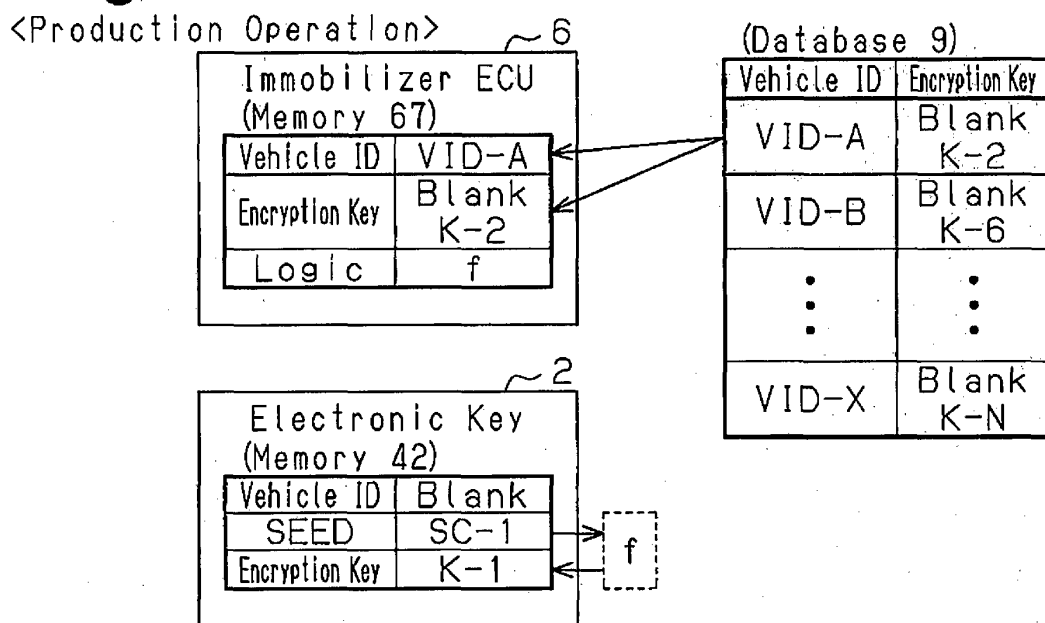 <Production Operation>
6
Immobilizer ECU
(Memory 67)
Vehicle ID VID-A
Encryption Key Blank
K-2
Logic f
(Database 9)
Vehicle ID Encryption Key
VID-A Blank
K-2
VID-B Blank
K-6
VID-X Blank
K-N
2
Electronic Key
(Memory 42)
Vehicle ID Blank
SEED SC-1
Encryption Key K-1
f